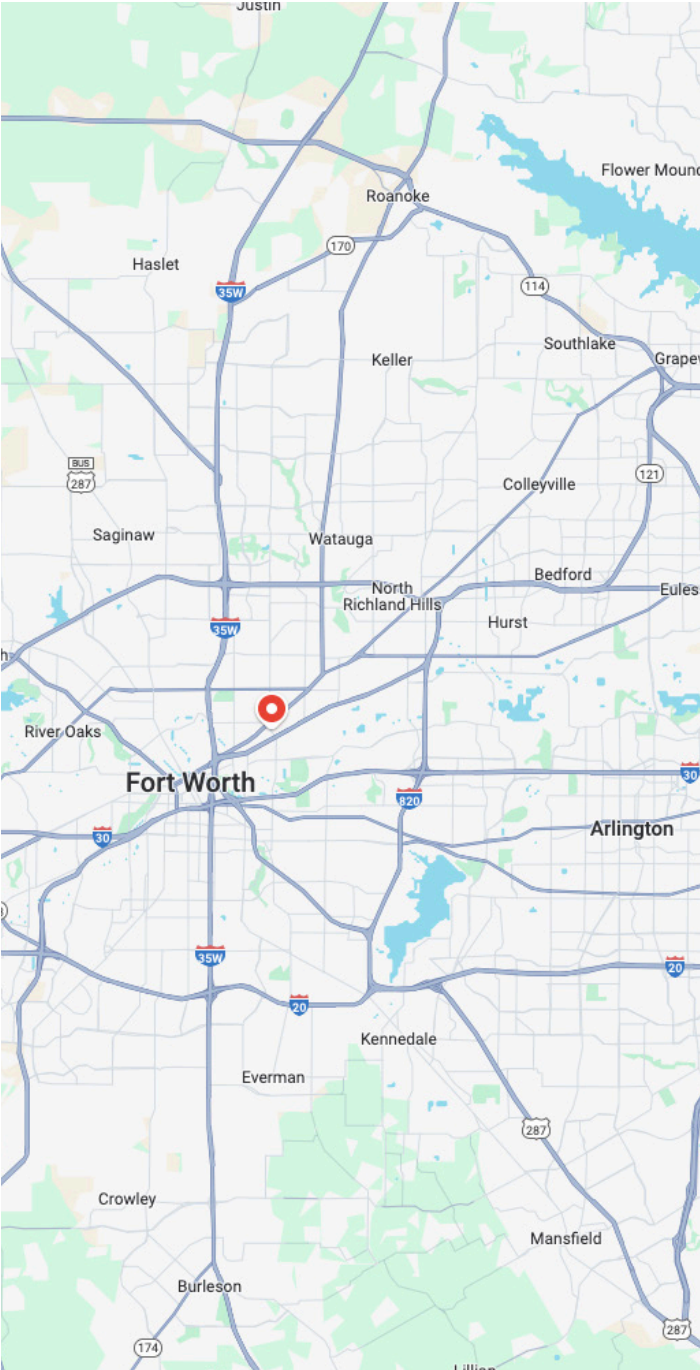 Justin
Flower Mound
Roanoke
170
Haslet
35W
114
Southlake
Grapev
Keller
BUS
287
121
Colleyville
Saginaw
Watauga
Bedford
North
Richland Hills
Eules
Hurst
35W
h
River Oaks
Fort Worth
30
820
30
Arlington
35W
20
20
Kennedale
Everman
287
Crowley
Mansfield
Burleson
287
174
Lillian